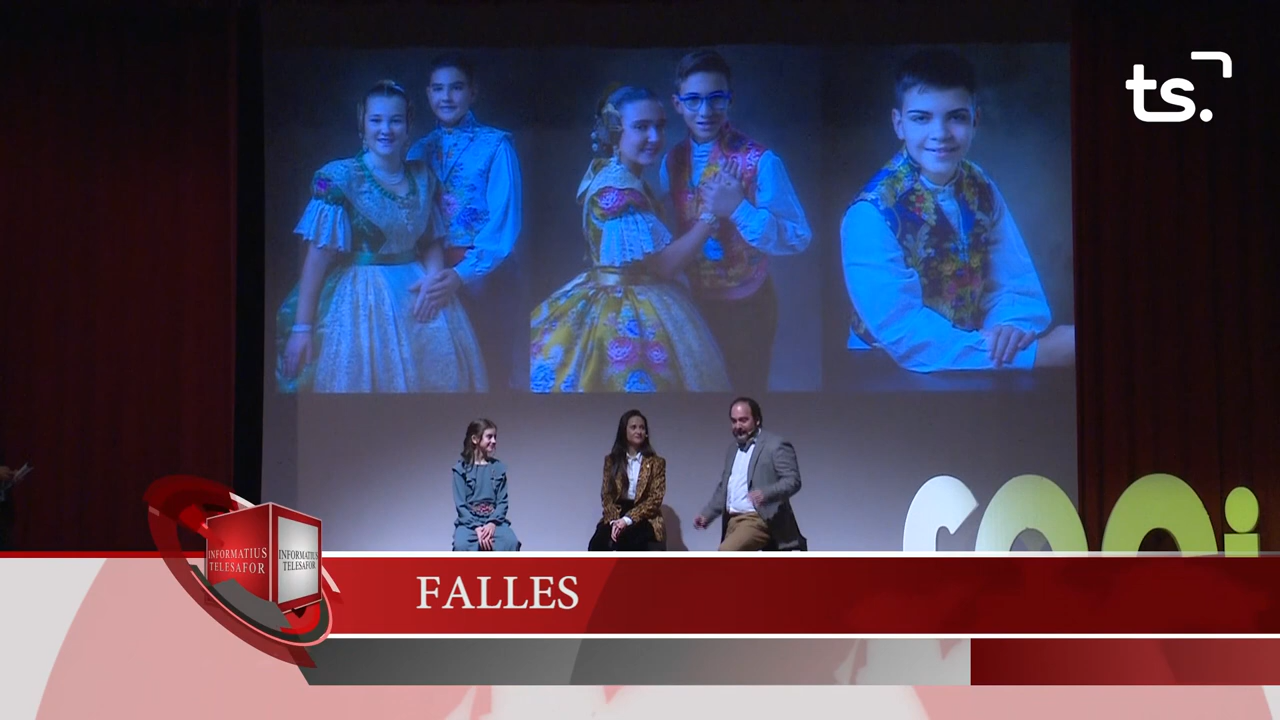 ts.
INFORMATIUS
TELESAFOR
INFORMATIUS
TELESAFOR
FALLES